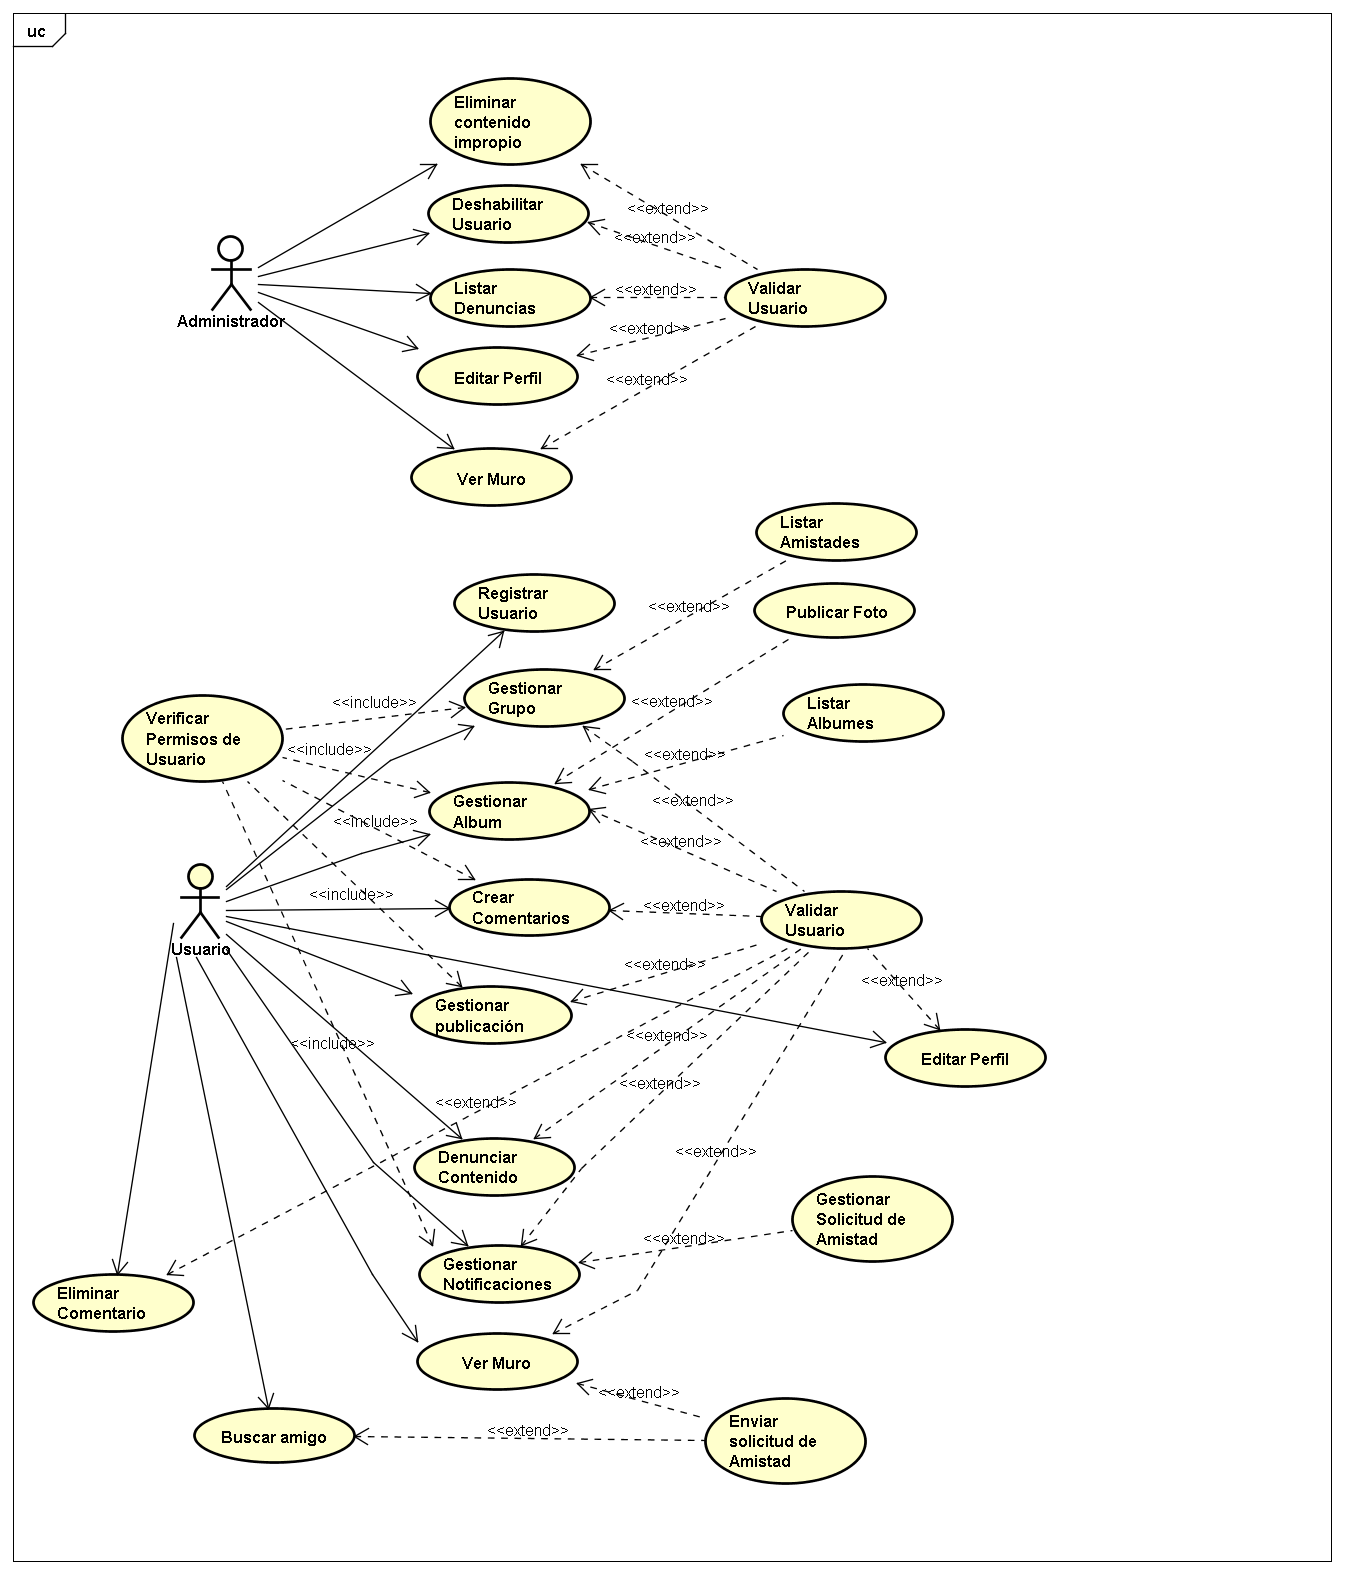 uc
Eliminar
contenido
impropio
Deshabilitar
Usuario
<<extend>>
<<extend>>
Listar
Denuncias
<<extend>>
Validar
Usuario
Administrador
<<extend>>
Editar Perfil
<<extend>>
Ver Muro
Listar
Amistades
Registrar
Usuario
<<extend>>
Publicar Foto
Gestionar
Grupo
<<include>>
<<extend>>
Verificar
Permisos de
Usuario
Listar
Albumes
<<include>>
<<extend>>
Gestionar
Album
<<extend>>
<<include>>
<<extend>>
Crear
Comentarios
<<include>>
<<extend>>
Validar
Usuario
Usuario
<<extend>>
<<extend>>
Gestionar
publicación
<<include>>
<<extend>>
Editar Perfil
<<extend>>
<<extend>>
Denunciar
Contenido
<<extend>>
Gestionar
Solicitud de
Amistad
<<extend>>
Gestionar
Notificaciones
Eliminar
Comentario
Ver Muro
<<extend>>
Buscar amigo
<<extend>>
Enviar
solicitud de
Amistad